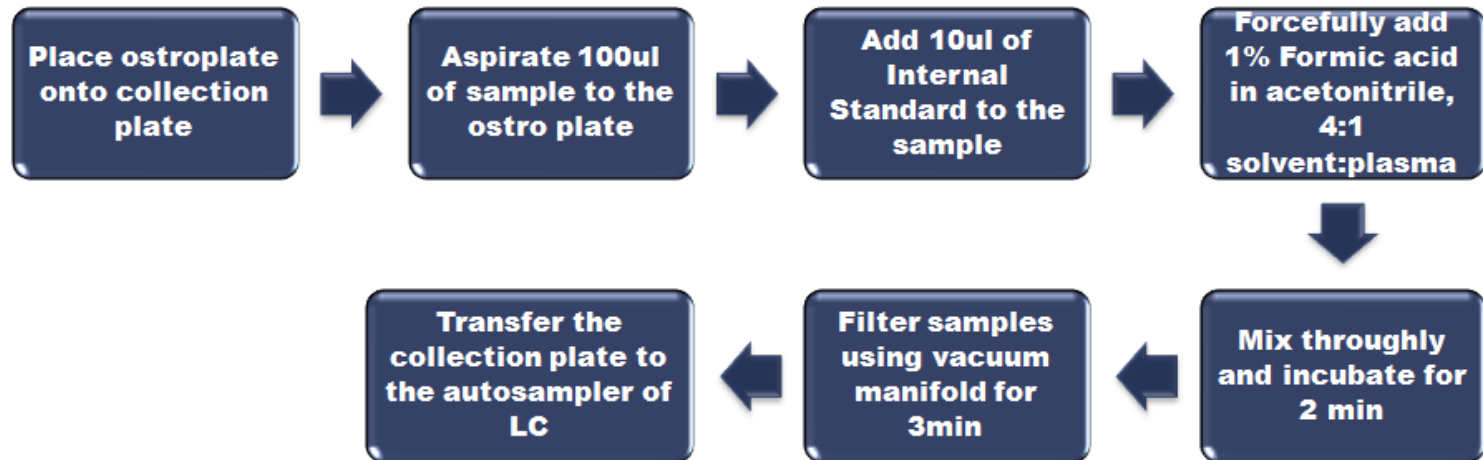 Place ostroplate
onto collection
plate
Aspirate 100ul
of sample to the
ostro plate
Add 10ul of
Internal
Standard to the
sample
Forcefully add
1% Formic acid
in acetonitrile,
4:1
solvent:plasma
Mix throughly
and incubate for
2 min
Filter samples
using vacuum
manifold for
3min
Transfer the
collection plate to
the autosampler of
LC